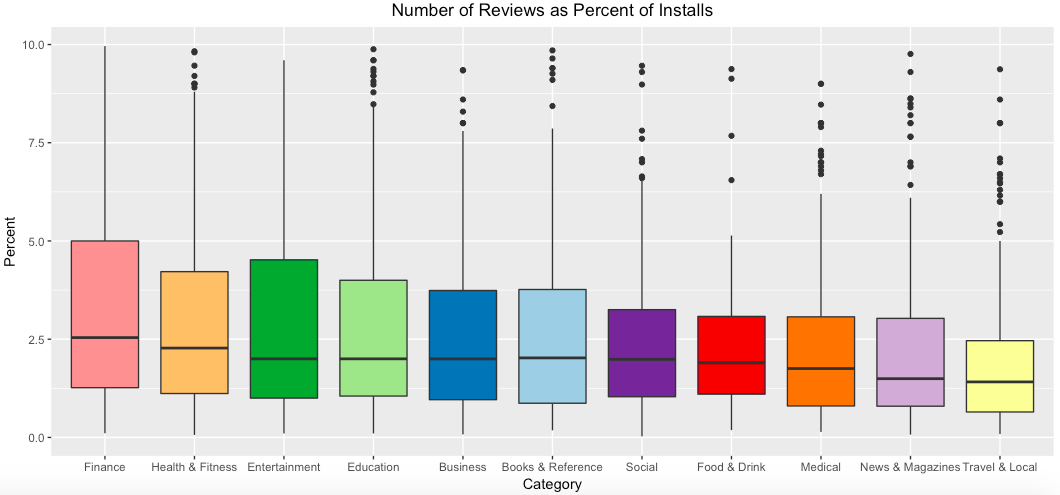 Number of Reviews as Percent of Installs
10.0
7.5
5.0
2.5
0.0
Percent
Finance Health & Fitness Entertainment Education Business Books & Reference Social Food & Drink Medical News & Magazines Travel & Local
Category